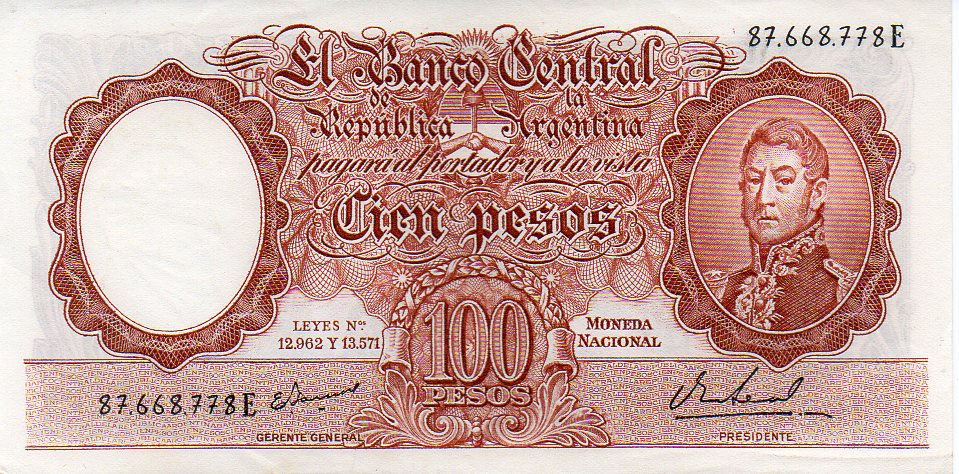 87.668.778E
El Banco Central
de la
República Argentina
pagará al portador y a la vista
Cien pesos
LEYES Nos
12.962 Y 13.571
MONEDA
NACIONAL
100
PESOS
87.668.778E
GERENTE GENERAL
PRESIDENTE